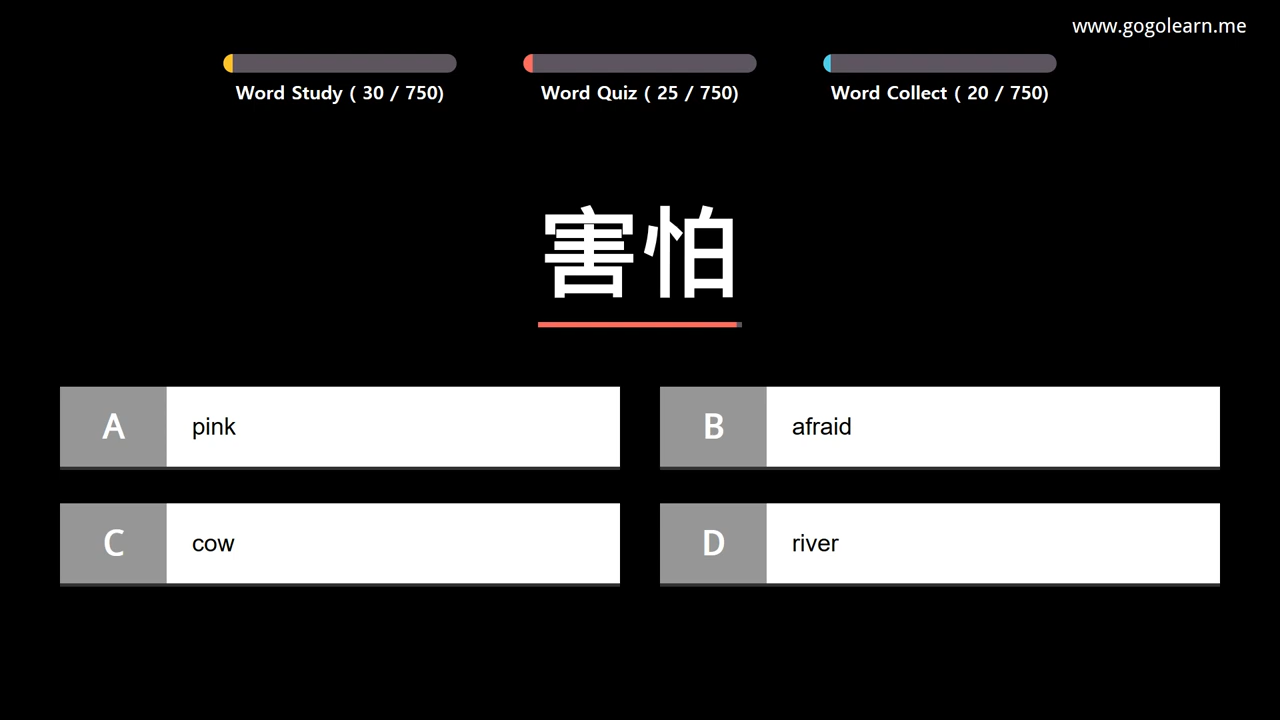 www.gogolearn.me
Word Study ( 30 / 750)
Word Quiz ( 25 / 750)
Word Collect ( 20 / 750)
害怕
A pink
B afraid
C cow
D river